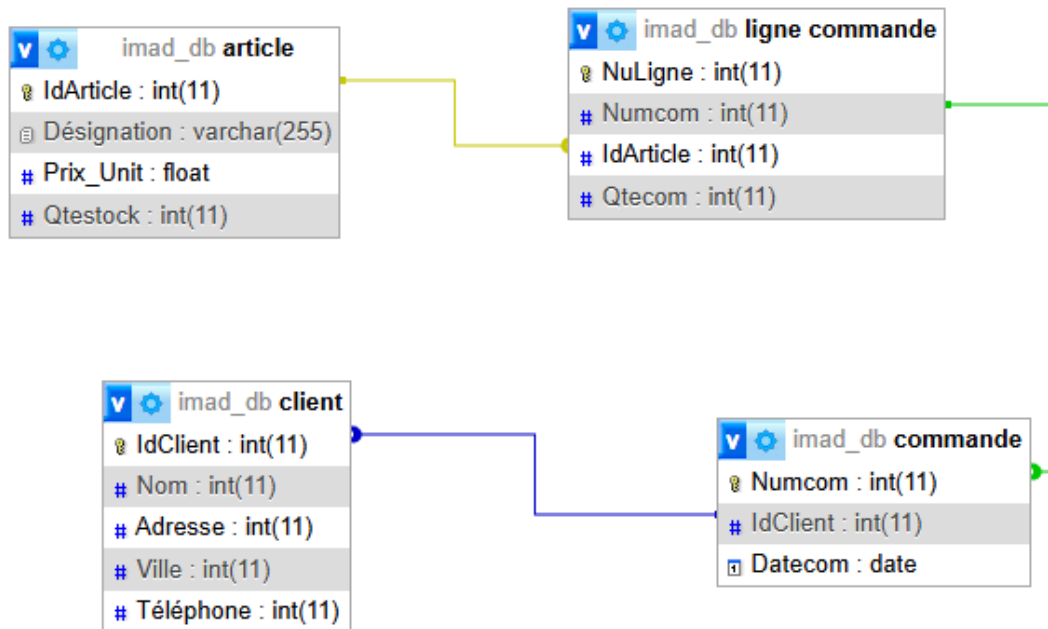 v imad_db article
IdArticle : int(11)
Désignation : varchar(255)
# Prix_Unit : float
# Qtestock : int(11)
v imad_db ligne commande
NuLigne : int(11)
# Numcom : int(11)
# IdArticle : int(11)
# Qtecom : int(11)
v imad_db client
IdClient : int(11)
# Nom : int(11)
# Adresse : int(11)
# Ville : int(11)
# Téléphone : int(11)
v imad_db commande
Numcom : int(11)
# IdClient : int(11)
Datecom : date